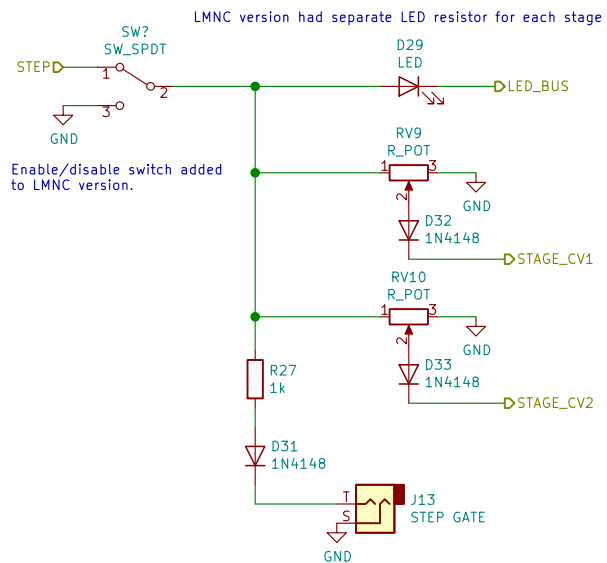 LMNC version had separate LED resistor for each stage
SW?
SW_SPDT
STEP
1
2
3
GND
D29
LED
LED_BUS
Enable/disable switch added
to LMNC version.
RV9
R_POT
1
3
2
GND
D32
1N4148
STAGE_CV1
RV10
R_POT
1
3
2
GND
D33
1N4148
STAGE_CV2
R27
1k
D31
1N4148
T
S
J13
STEP GATE
GND